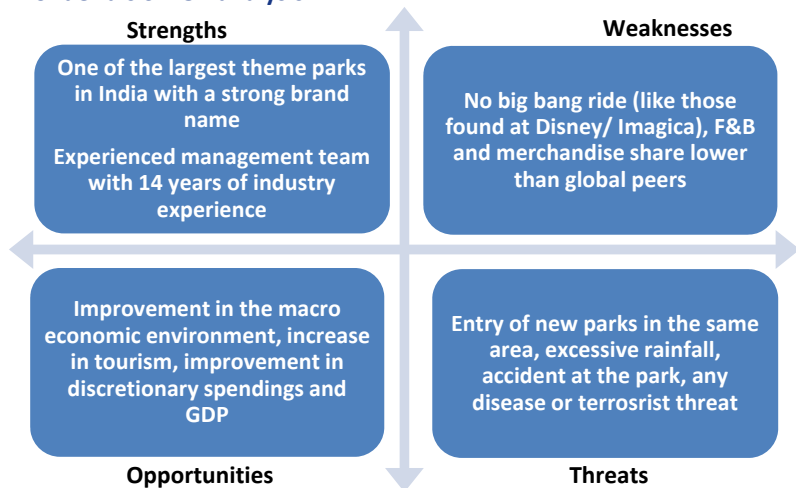 Strengths
Weaknesses
One of the largest theme parks
in India with a strong brand
name
Experienced management team
with 14 years of industry
experience
No big bang ride (like those
found at Disney/ Imagica), F&B
and merchandise share lower
than global peers
Improvement in the macro
economic environment, increase
in tourism, improvement in
discretionary spendings and
GDP
Entry of new parks in the same
area, excessive rainfall,
accident at the park, any
disease or terrosrist threat
Opportunities
Threats